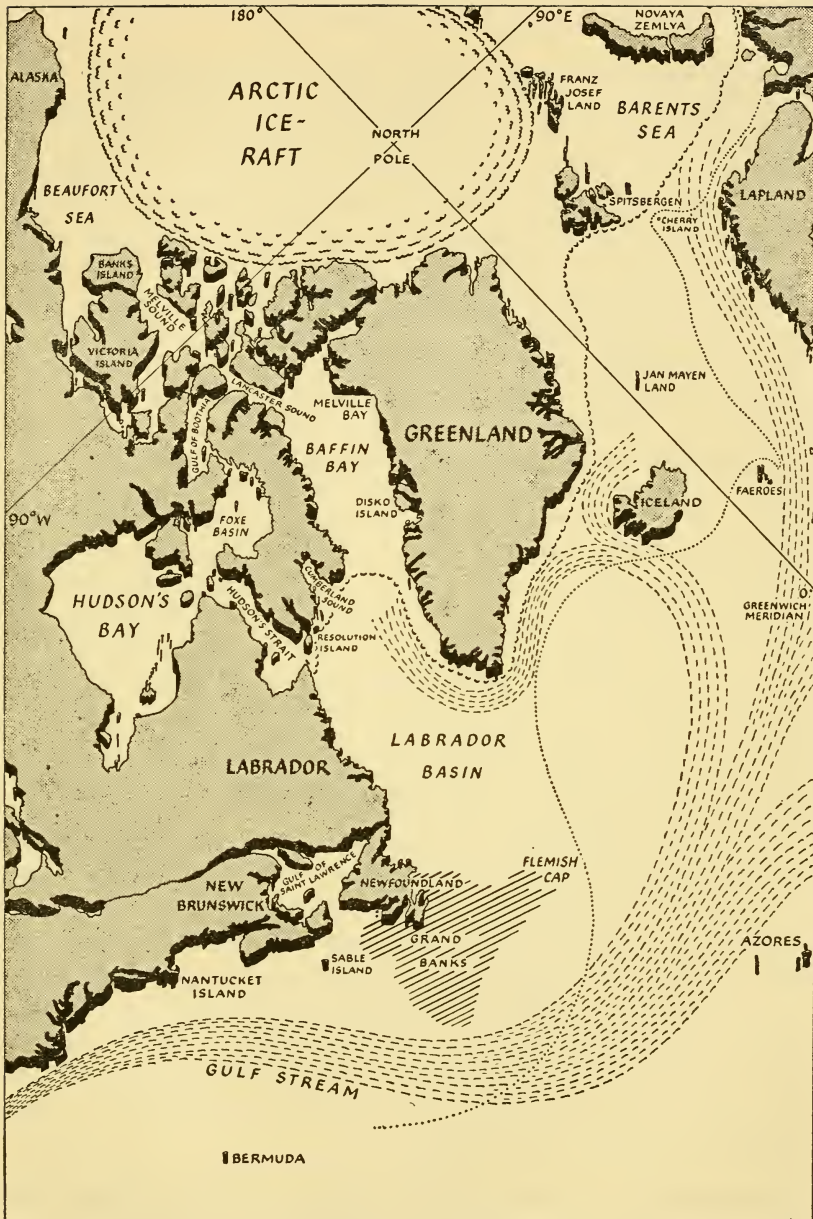 180°
90°E
NOVAYA
ZEMLYA
ALASKA
ARCTIC
ICE-
RAFT
FRANZ
JOSEF
LAND
BARENTS
SEA
NORTH
POLE
BEAUFORT
SEA
SPITSBERGEN
LAPLAND
CHERRY
ISLAND
BANKS
ISLAND
MELVILLE
SOUND
VICTORIA
ISLAND
LANCASTER SOUND
GULF OF BOOTHIA
MELVILLE
BAY
JAN MAYEN
LAND
GREENLAND
BAFFIN
BAY
DISKO
ISLAND
ICELAND
FAEROES
90°W
FOXE
BASIN
CUMBERLAND
SOUND
HUDSON'S
BAY
HUDSON'S STRAIT
RESOLUTION
ISLAND
0°
GREENWICH
MERIDIAN
LABRADOR
BASIN
LABRADOR
FLEMISH
CAP
GULF OF
SAINT LAWRENCE
NEW
BRUNSWICK
NEWFOUNDLAND
GRAND
BANKS
AZORES
SABLE
ISLAND
NANTUCKET
ISLAND
GULF STREAM
BERMUDA